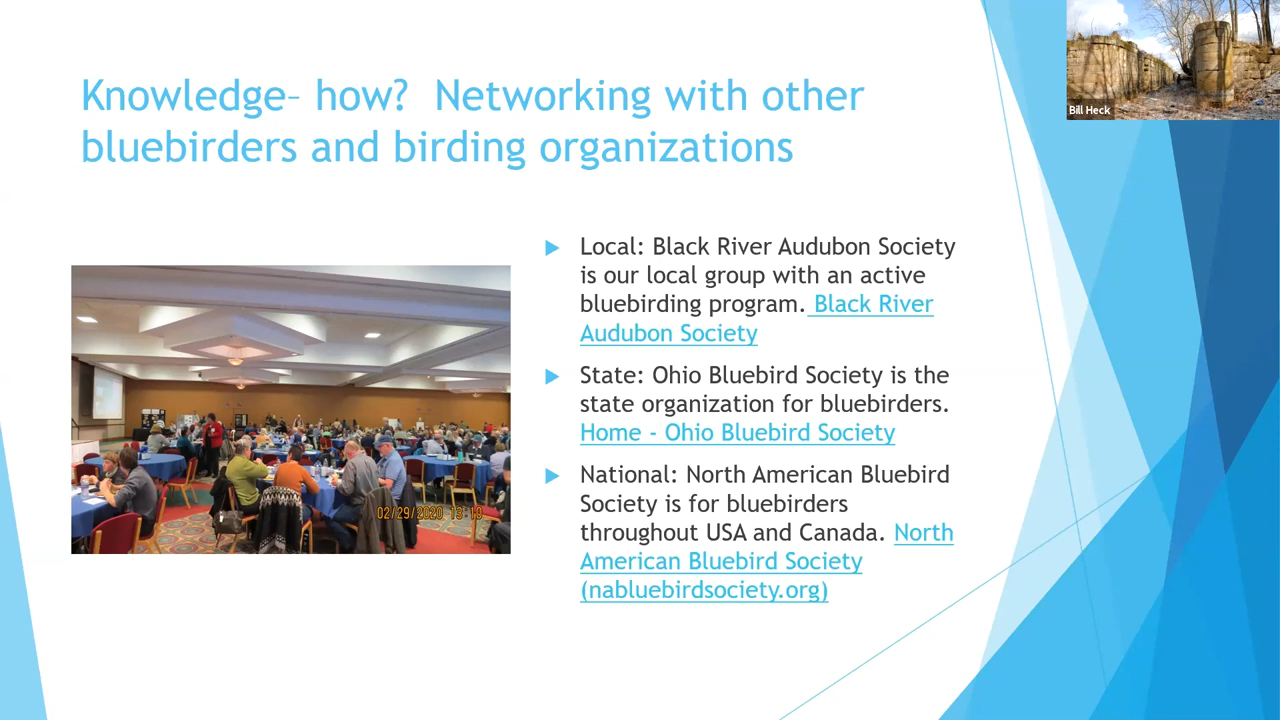 Knowledge– how?  Networking with other
bluebirders and birding organizations
Bill Heck
Local: Black River Audubon Society
is our local group with an active
bluebirding program. Black River
Audubon Society
State: Ohio Bluebird Society is the
state organization for bluebirders.
Home - Ohio Bluebird Society
National: North American Bluebird
Society is for bluebirders
throughout USA and Canada. North
American Bluebird Society
(nabluebirdsociety.org)
02/29/2020